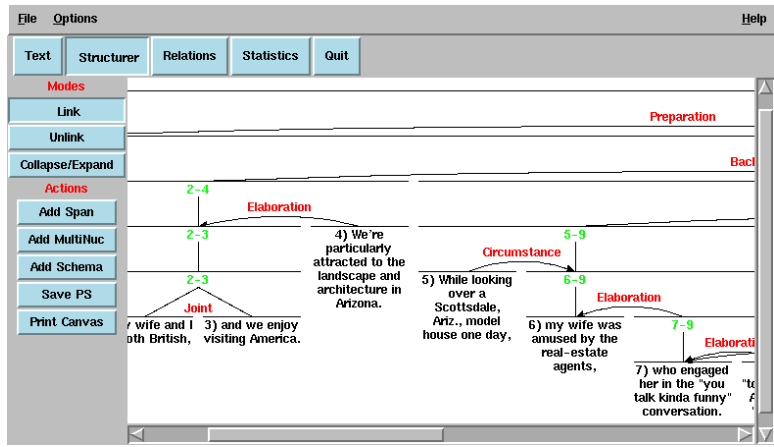 File Options Help
Text Structurer Relations Statistics Quit
Modes
Link
Unlink
Collapse/Expand
Actions
Add Span
Add MultiNuc
Add Schema
Save PS
Print Canvas
Preparation
2-4
Elaboration
2-3
4) We're
particularly
attracted to the
landscape and
architecture in
Arizona.
2-3
Joint
wife and I
British,
3) and we enjoy
visiting America.
5-9
Circumstance
5) While looking
over a
Scottsdale,
Ariz., model
house one day,
6-9
Elaboration
6) my wife was
amused by the
real-estate
agents,
7-9
7) who engaged
her in the "you
talk kinda funny"
conversation.